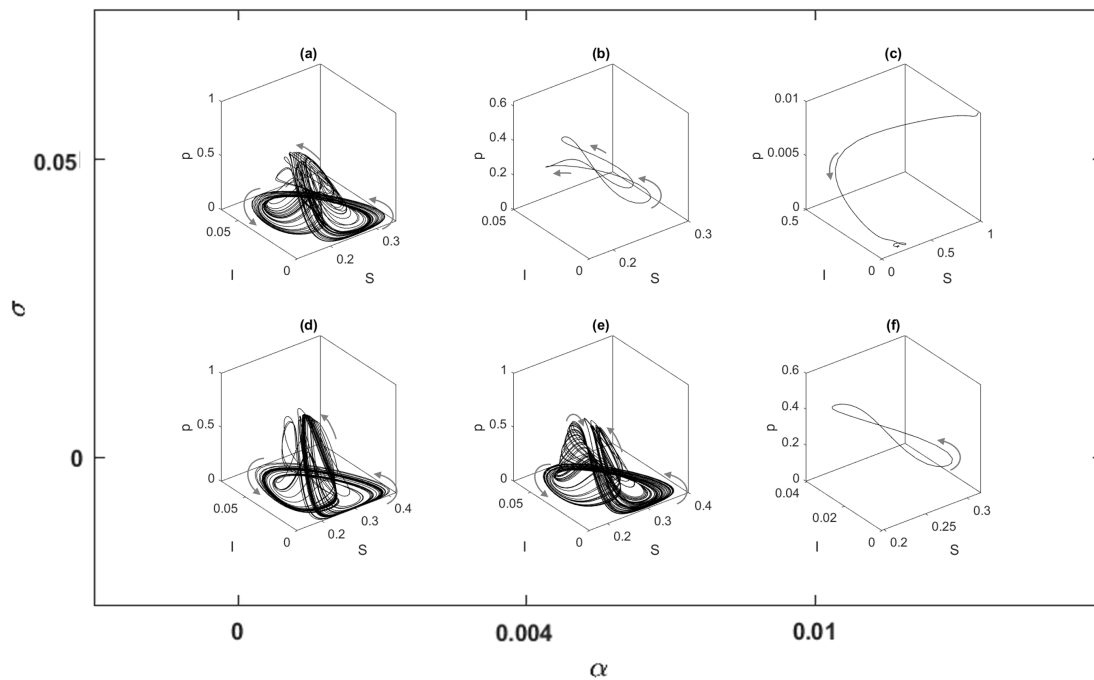 (a) (b) (c)
1 0.6 0.01
0.05 p 0.5 p 0.4 p 0.005
0.2
0 0.05 0 0.05 0.3 0 0.5 1
0.3 0.5
I 0 0.2 S I 0 0.2 S I 0 0 S
σ
(d) (e) (f)
1 1 0.6
0 p 0.5 p 0.5 p 0.4
0.2
0 0.05 0.4 0 0.05 0.4 0 0.04 0.3
0.3 0.3 0.02 0.25
I 0 0.2 S I 0 0.2 S I 0 0.2 S
0 0.004 0.01
α